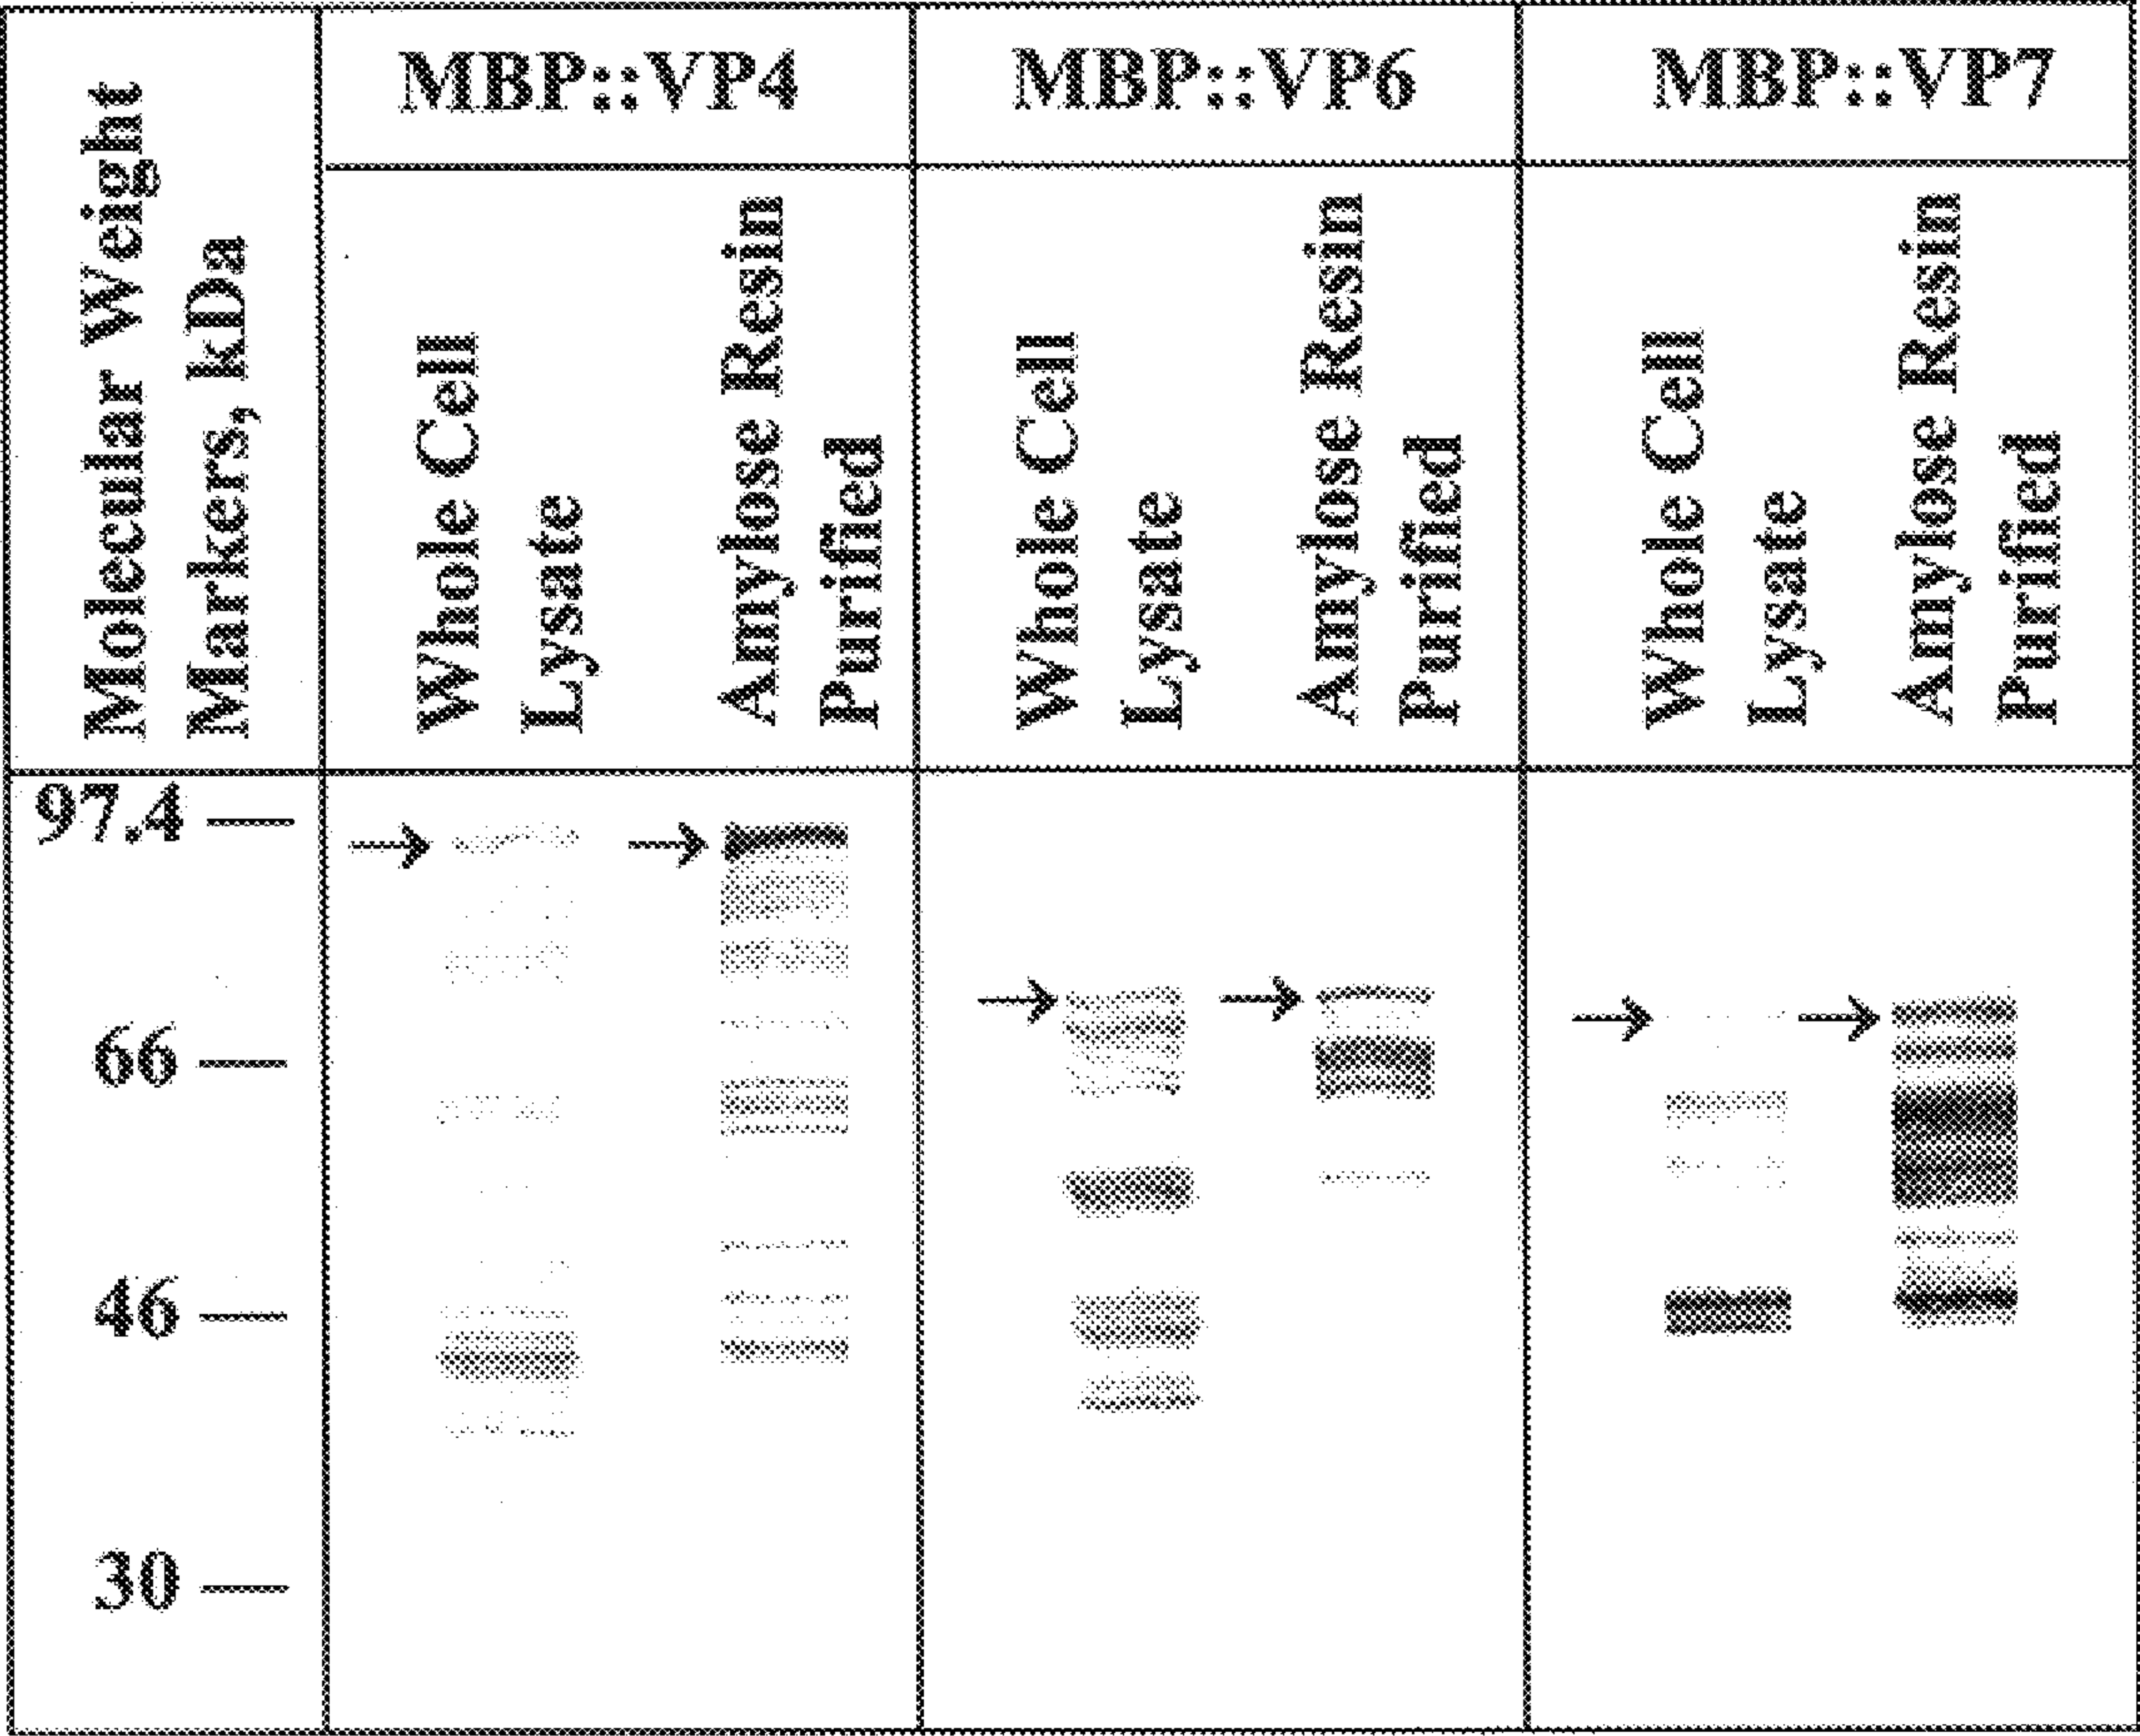 Molecular Weight
Markers, kDa
MBP::VP4
MBP::VP6
MBP::VP7
Whole Cell
Lysate
Amylose Resin
Purified
Whole Cell
Lysate
Amylose Resin
Purified
Whole Cell
Lysate
Amylose Resin
Purified
97.4
66
46
30